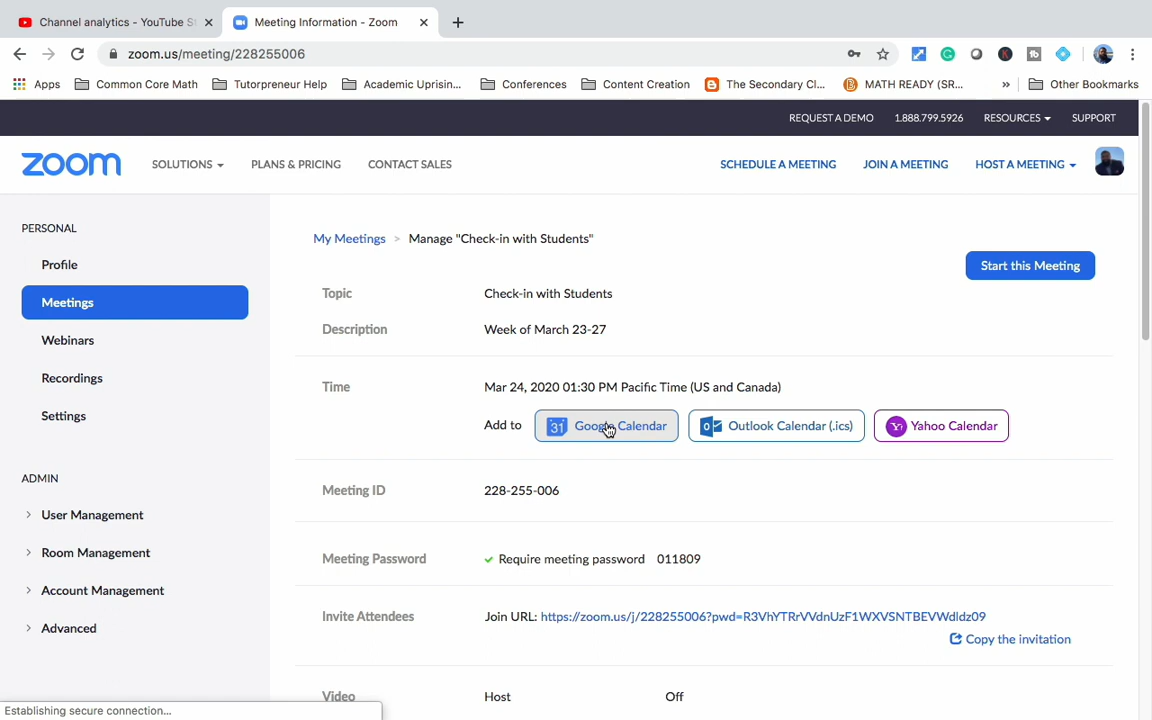 Channel analytics - YouTube S
Meeting Information - Zoom
zoom.us/meeting/228255006
Apps
Common Core Math
Tutorpreneur Help
Academic Uprisin...
Conferences
Content Creation
The Secondary Cl...
MATH READY (SR...
»
Other Bookmarks
REQUEST A DEMO
1.888.799.5926
RESOURCES
SUPPORT
zoom
SOLUTIONS
PLANS & PRICING
CONTACT SALES
SCHEDULE A MEETING
JOIN A MEETING
HOST A MEETING
PERSONAL
Profile
Meetings
Webinars
Recordings
Settings
ADMIN
User Management
Room Management
Account Management
Advanced
My Meetings > Manage "Check-in with Students"
Start this Meeting
Topic
Check-in with Students
Description
Week of March 23-27
Time
Mar 24, 2020 01:30 PM Pacific Time (US and Canada)
Add to
31 Google Calendar
Outlook Calendar (.ics)
Yahoo Calendar
Meeting ID
228-255-006
Meeting Password
Require meeting password 011809
Invite Attendees
Join URL: https://zoom.us/j/228255006?pwd=R3VhYTRrVVdnUzF1WXVSNTBEVWdldz09
Copy the invitation
Video
Host
Off
Establishing secure connection...